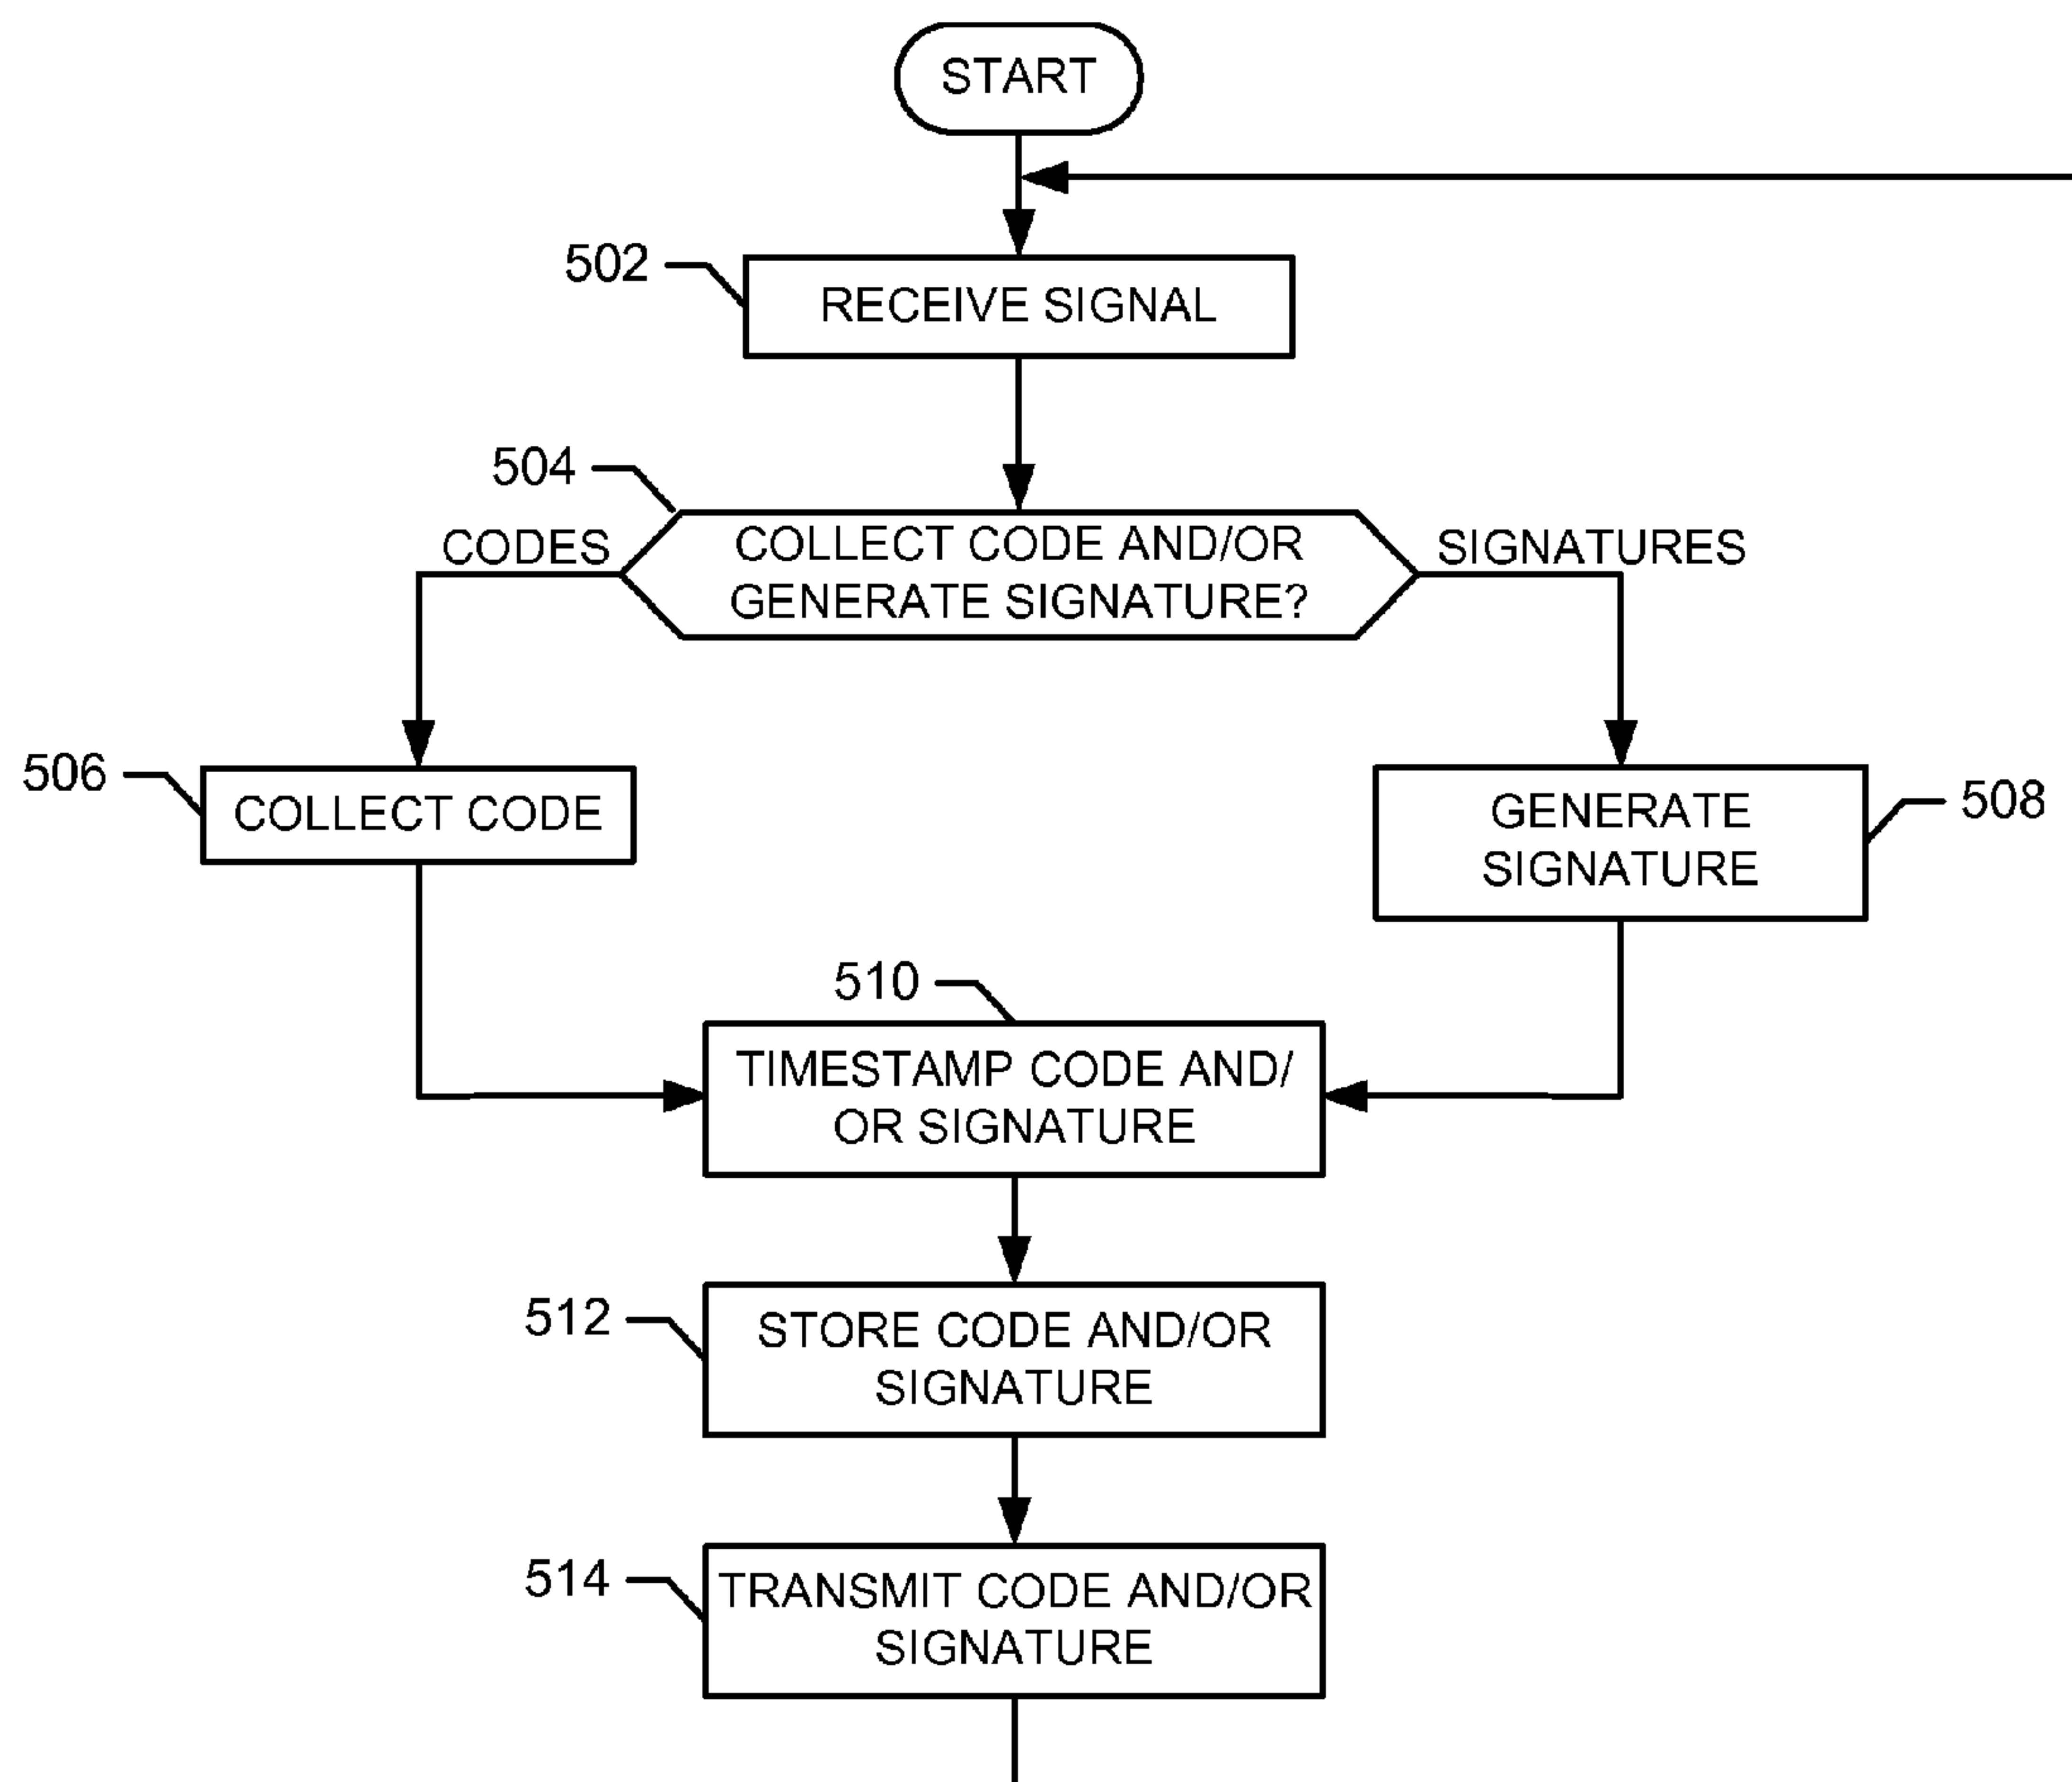 START
502
RECEIVE SIGNAL
504
CODES
COLLECT CODE AND/OR
GENERATE SIGNATURE?
SIGNATURES
506
COLLECT CODE
GENERATE
SIGNATURE
508
510
TIMESTAMP CODE AND/
OR SIGNATURE
512
STORE CODE AND/OR
SIGNATURE
514
TRANSMIT CODE AND/OR
SIGNATURE